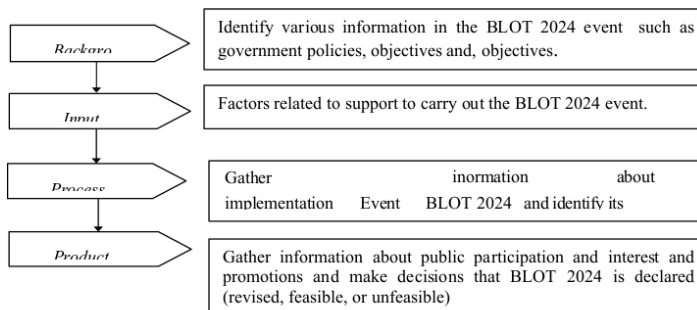 Backgro
Identify various information in the BLOT 2024 event such as
government policies, objectives and, objectives.
Input
Factors related to support to carry out the BLOT 2024 event.
Process
Gather inormation about
implementation Event BLOT 2024 and identify its
Product
Gather information about public participation and interest and
promotions and make decisions that BLOT 2024 is declared
(revised, feasible, or unfeasible)